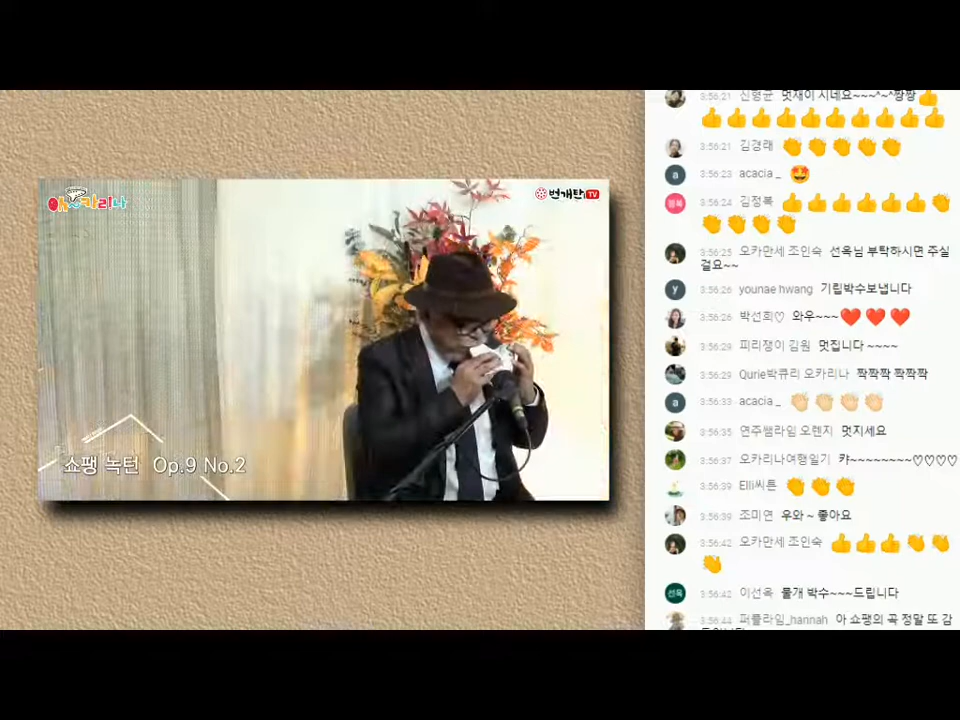 아ㅎ카리나
번개탄 TV
쇼팽 녹턴 Op.9 No.2
3:56:21 신형균 멋재이 시네요~~~^~^짱짱👍
👍👍👍👍👍👍👍👍👍👍
3:56:21 김경래 👏👏👏👏👏
3:56:23 acacia _ 🤩
3:56:24 김정복 👍👍👍👍👍👍👏
👏👏👏👏
3:56:25 오카만세 조인숙 선옥님 부탁하시면 주실
걸요~~
3:56:26 younae hwang 기립박수보냅니다
3:56:26 박선희♡ 와우~~~❤️❤️❤️
3:56:29 피리쟁이 김원 멋집니다 ~~~~
3:56:29 Qurie박큐리 오카리나 짝짝짝 짝짝짝
3:56:33 acacia _ 👏🏻👏🏻👏🏻👏🏻
3:56:35 연주쌤라임 오렌지 멋지세요
3:56:37 오카리나여행일기 캬~~~~~~~~♡♡♡♡
3:56:39 Elli씨튼 👏👏👏
3:56:39 조미연 우와 ~ 좋아요
3:56:42 오카만세 조인숙 👍👍👍👏👏
👏
3:56:42 이선옥 물개 박수~~~드립니다
3:56:44 퍼플라임_hannah 아 쇼팽의 곡 정말 또 감